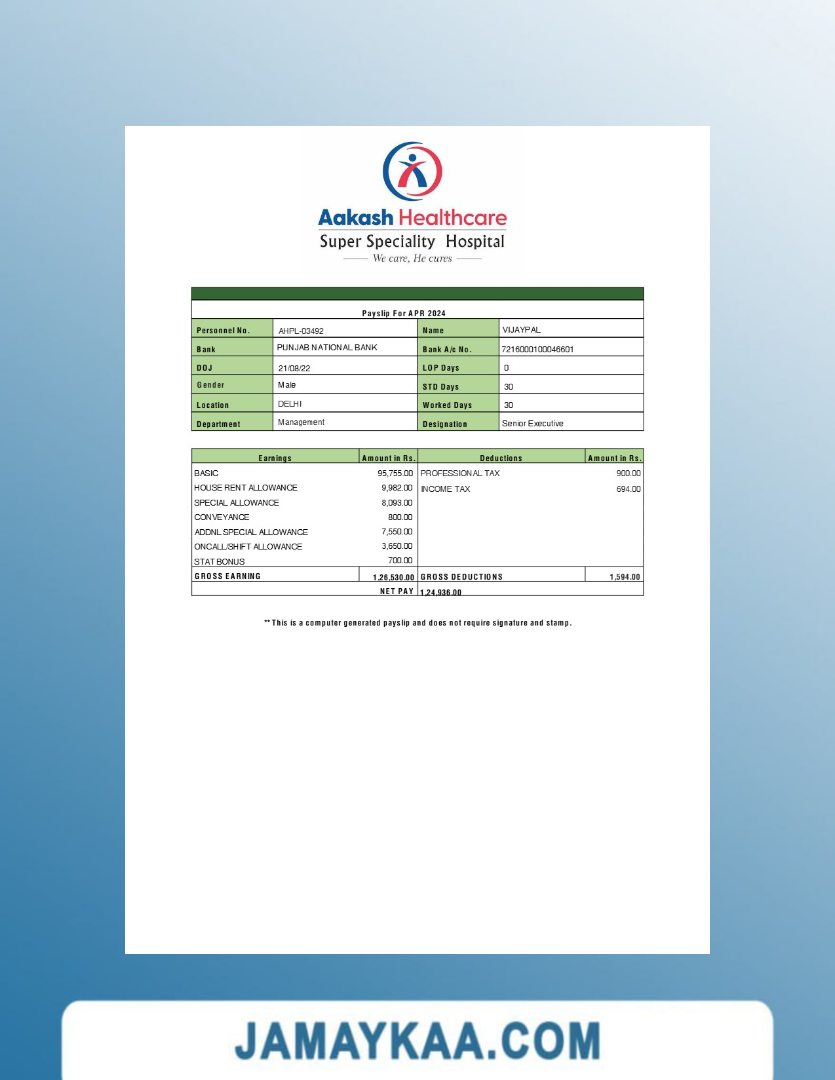 Aakash Healthcare
Super Speciality Hospital
We care, He cures
Payslip For APR 2024
Personnel No. AHPL-03492 Name VIJAYPAL
Bank PUNJAB NATIONAL BANK Bank A/c No. 7216000100046601
DOJ 21/08/22 LOP Days 0
Gender Male STD Days 30
Location DELHI Worked Days 30
Department Management Designation Senior Executive
Earnings Amount in Rs. Deductions Amount in Rs.
BASIC 95,755.00 PROFESSIONAL TAX 900.00
HOUSE RENT ALLOWANCE 9,982.00 INCOME TAX 694.00
SPECIAL ALLOWANCE 8,093.00
CONVEYANCE 800.00
ADDNL SPECIAL ALLOWANCE 7,550.00
ONCALL/SHIFT ALLOWANCE 3,650.00
STAT BONUS 700.00
GROSS EARNING 1,26,530.00 GROSS DEDUCTIONS 1,594.00
NET PAY 1,24,936.00
** This is a computer generated payslip and does not require signature and stamp.
JAMAYKAA.COM